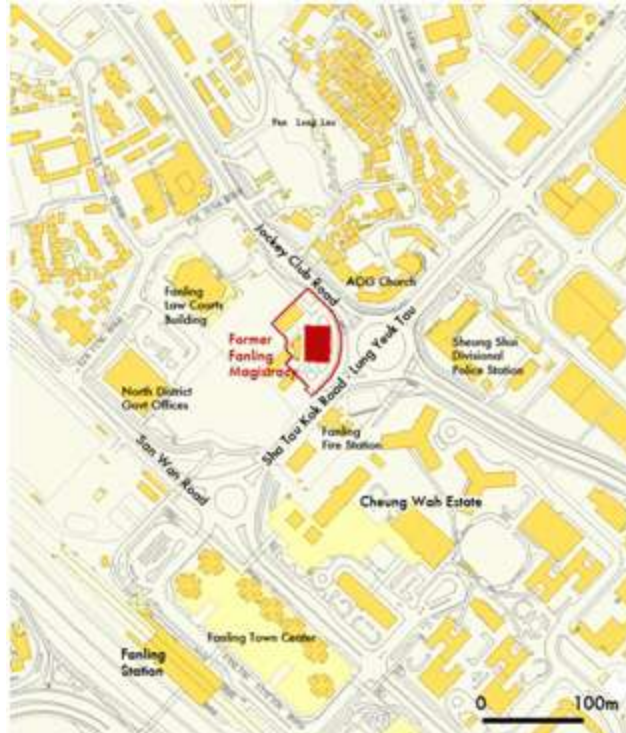 Jockey Club Road
AOG Church
Fanling
Law Courts
Building
Former
Fanling
Magistracy
Sheung Shui
Divisional
Police Station
North District
Govt Offices
Sha Tau Kok Road - Lung Yeuk Tau
Fanling
Fire Station
San Wan Road
Cheung Wah Estate
Fanling Town Center
Fanling
Station
0 100m